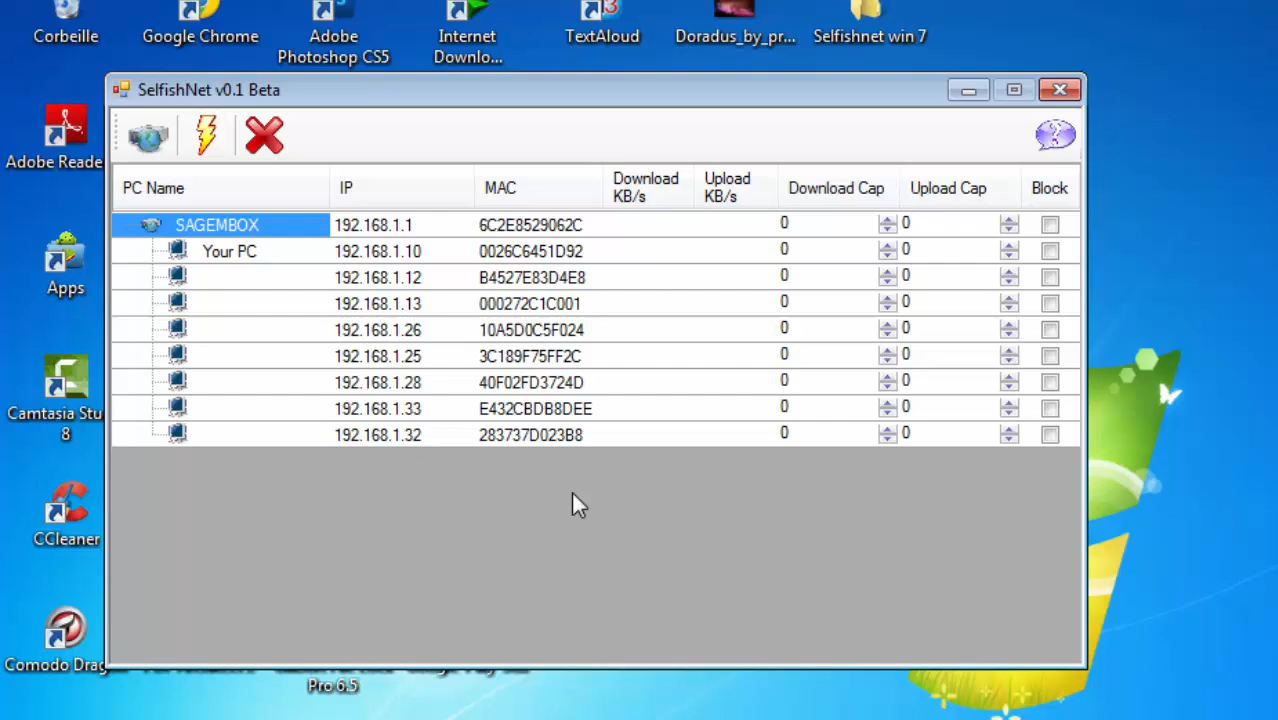 Corbeille
Google Chrome
Adobe
Photoshop CS5
Internet
Downlo...
TextAloud
Doradus_by_pr...
Selfishnet win 7
SelfishNet v0.1 Beta
PC Name IP MAC Download KB/s Upload KB/s Download Cap Upload Cap Block
SAGEMBOX 192.168.1.1 6C2E8529062C 0 0
Your PC 192.168.1.10 0026C6451D92 0 0
192.168.1.12 B4527E83D4E8 0 0
192.168.1.13 000272C1C001 0 0
192.168.1.26 10A5D0C5F024 0 0
192.168.1.25 3C189F75FF2C 0 0
192.168.1.28 40F02FD3724D 0 0
192.168.1.33 E432CBDB8DEE 0 0
192.168.1.32 283737D023B8 0 0
Adobe Reade
Apps
Camtasia Stu
8
CCleaner
Comodo Drag
Pro 6.5